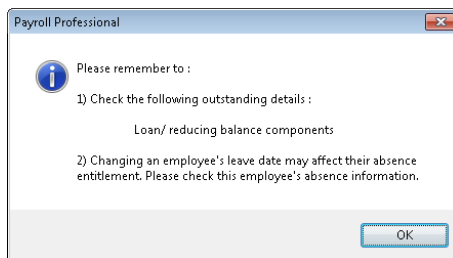 Payroll Professional
Please remember to :
1) Check the following outstanding details :
Loan/ reducing balance components
2) Changing an employee's leave date may affect their absence
entitlement. Please check this employee's absence information.
OK